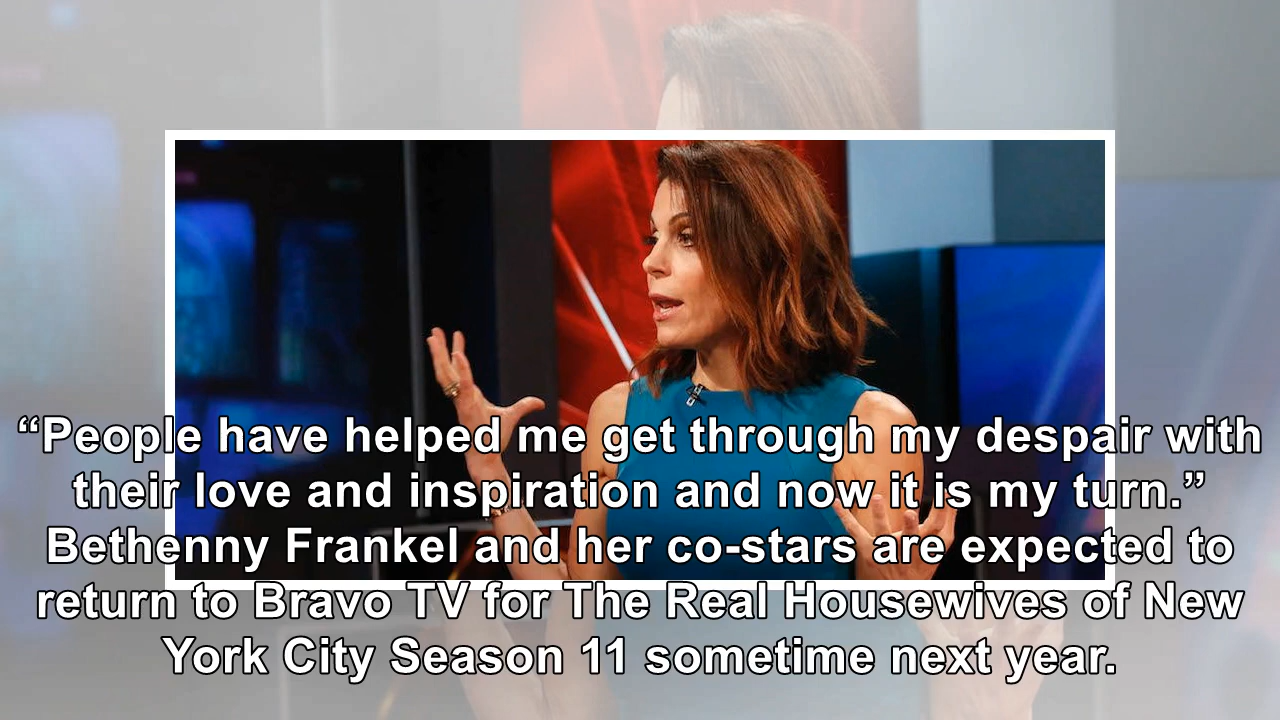 “People have helped me get through my despair with
their love and inspiration and now it is my turn.”
Bethenny Frankel and her co-stars are expected to
return to Bravo TV for The Real Housewives of New
York City Season 11 sometime next year.